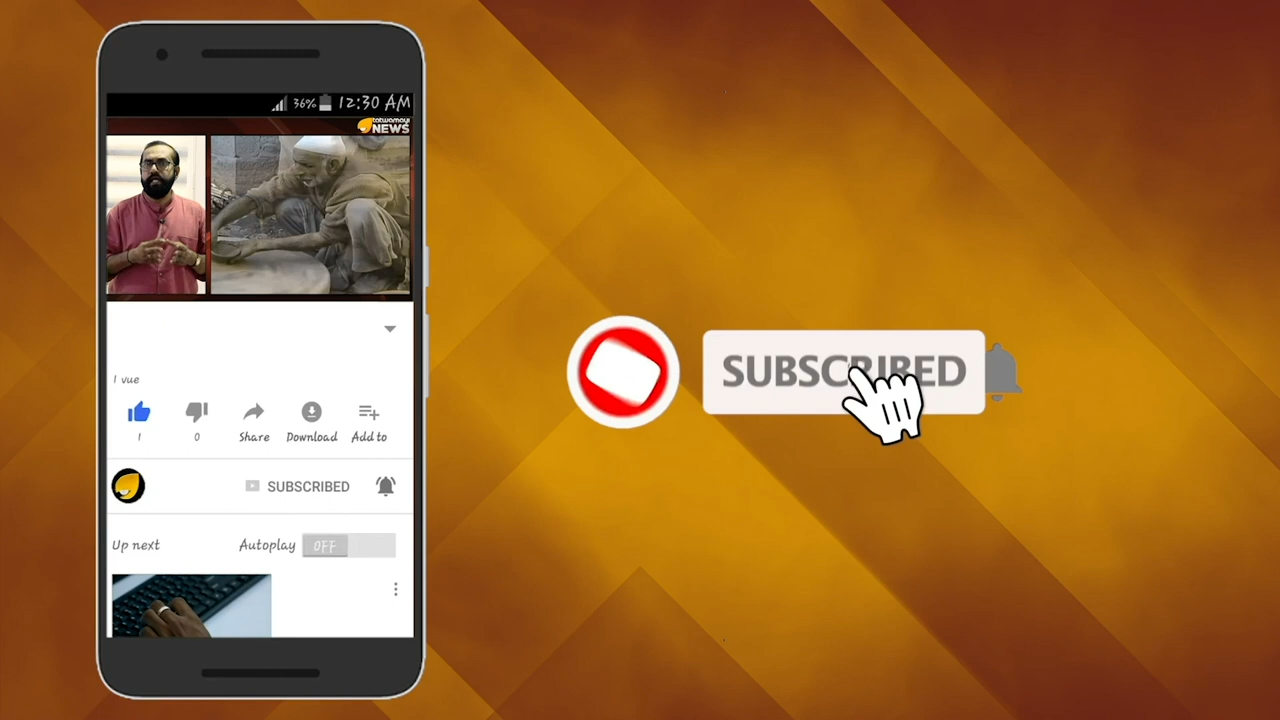 36% 12:30 AM
tatwamayi
NEWS
1 vue
1
0
Share
Download
Add to
SUBSCRIBED
Up next
Autoplay
OFF
SUBSCRIBED